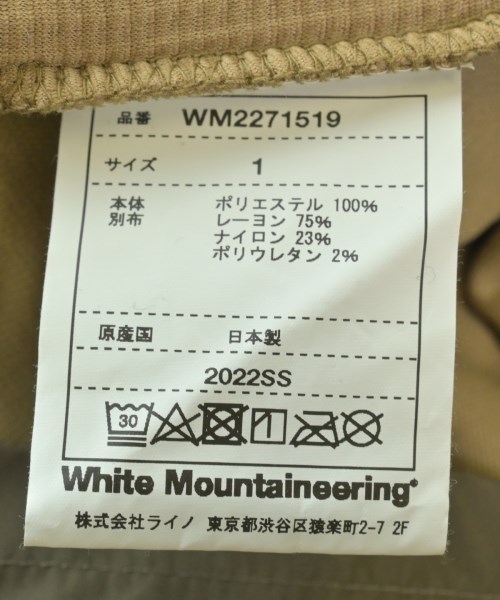 品番 WM2271519
サイズ 1
本体 ポリエステル 100%
別布 レーヨン 75%
ナイロン 23%
ポリウレタン 2%
原産国 日本製
2022SS
30
White Mountaineering®
株式会社ライノ 東京都渋谷区猿楽町2-7 2F